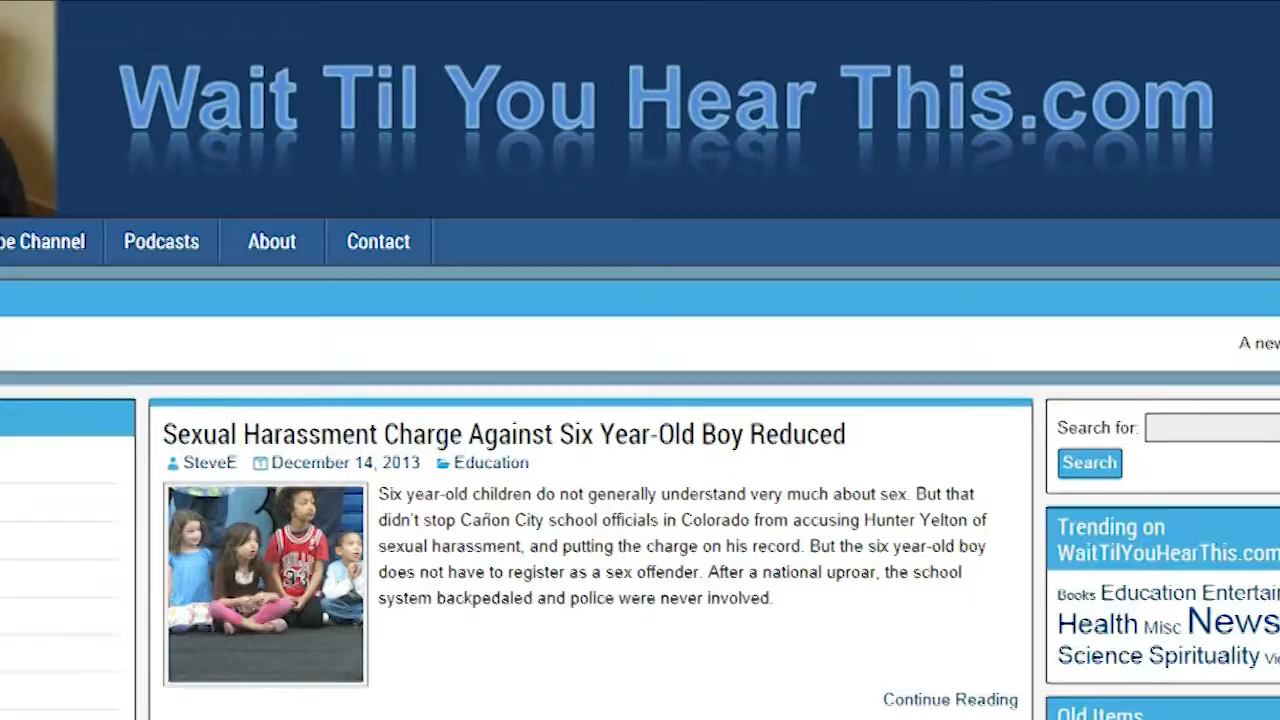 Wait Til You Hear This.com
be Channel
Podcasts
About
Contact
A new
Sexual Harassment Charge Against Six Year-Old Boy Reduced
SteveE December 14, 2013 Education
Six year-old children do not generally understand very much about sex. But that
didn't stop Cañon City school officials in Colorado from accusing Hunter Yelton of
sexual harassment, and putting the charge on his record. But the six year-old boy
does not have to register as a sex offender. After a national uproar, the school
system backpedaled and police were never involved.
Continue Reading
Search for:
Search
Trending on
WaitTilYouHearThis.com
Books Education Entertai
Health Misc News
Science Spirituality Vi
Old Items